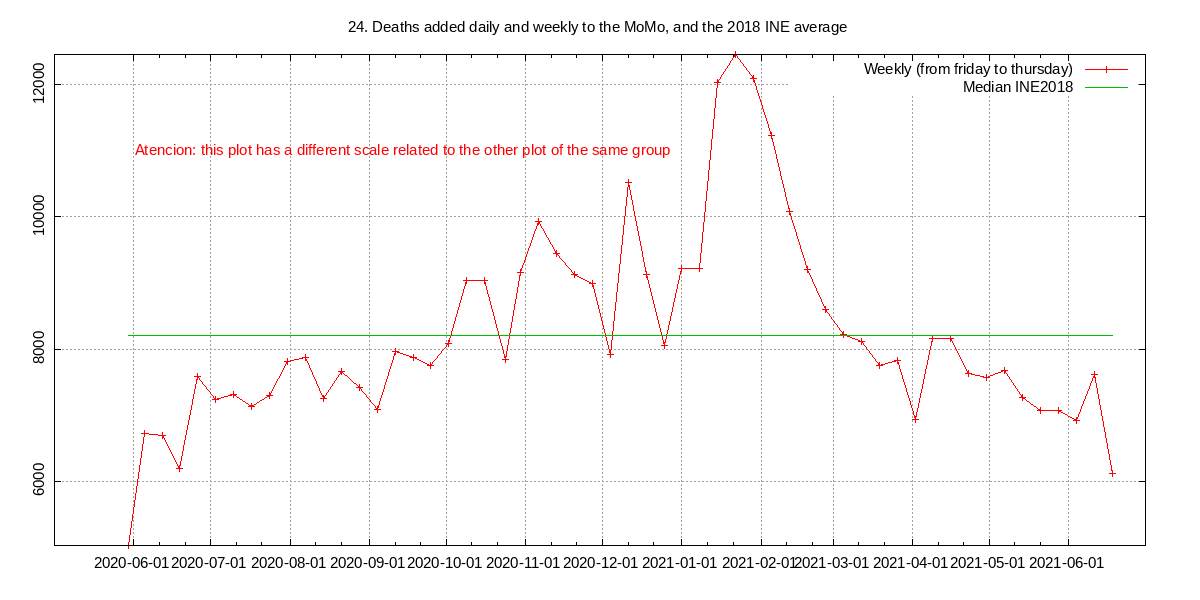 24. Deaths added daily and weekly to the MoMo, and the 2018 INE average
Weekly (from friday to thursday)
Median INE2018
Atencion: this plot has a different scale related to the other plot of the same group
12000
10000
8000
6000
2020-06-01 2020-07-01 2020-08-01 2020-09-01 2020-10-01 2020-11-01 2020-12-01 2021-01-01 2021-02-01 2021-03-01 2021-04-01 2021-05-01 2021-06-01